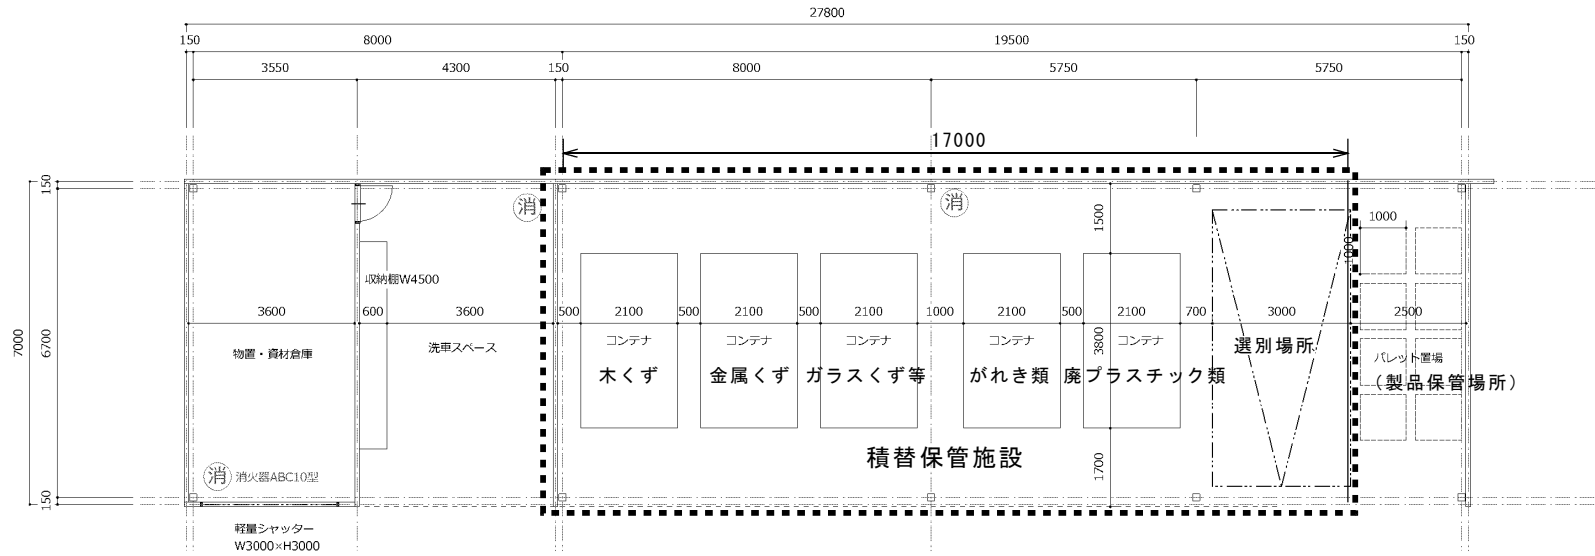 27800
150 8000 19500 150
3550 4300 150 8000 5750 5750
17000
150
消
消
1500
1000
1000
収納棚W4500
3600 600 3600 500 2100 500 2100 500 2100 1000 2100 500 2100 700 3000 2500
7000
6700
3800
物置・資材倉庫
洗車スペース
コンテナ
コンテナ
コンテナ
コンテナ
コンテナ
選別場所
パレット置場
木くず
金属くず
ガラスくず等
がれき類
廃プラスチック類
(製品保管場所)
積替保管施設
1700
消 消火器ABC10型
150
軽量シャッター
W3000×H3000